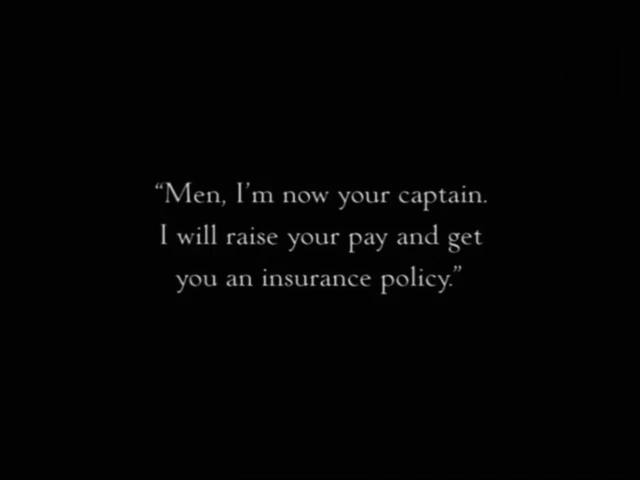 “Men, I’m now your captain.
I will raise your pay and get
you an insurance policy.”